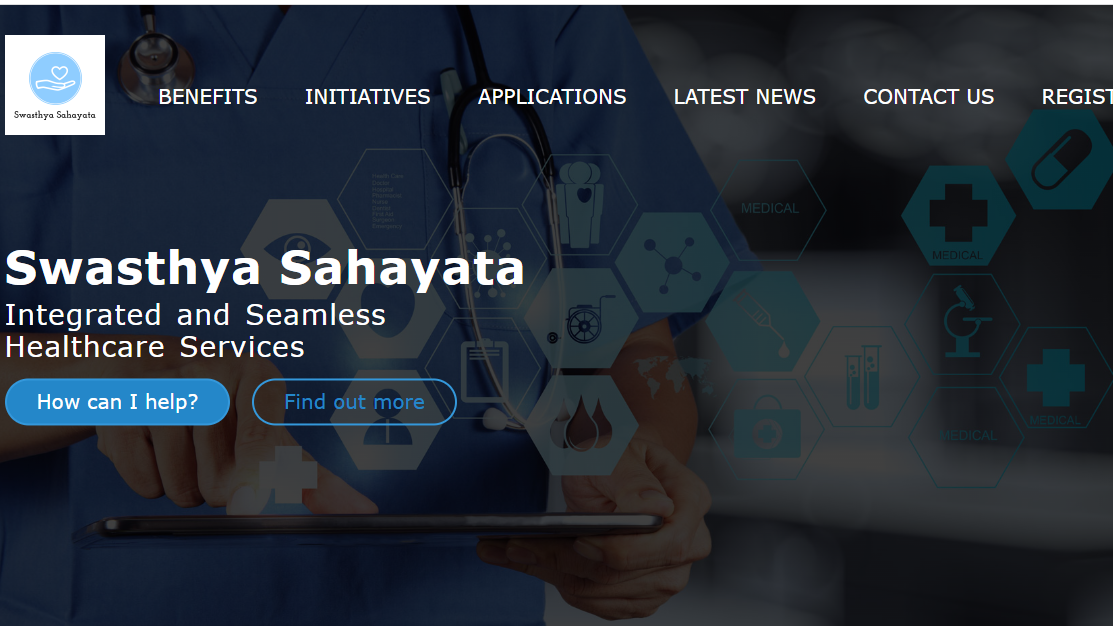 BENEFITS INITIATIVES APPLICATIONS LATEST NEWS CONTACT US REGIST
Swasthya Sahayata
MEDICAL
MEDICAL
Swasthya Sahayata
Integrated and Seamless
Healthcare Services
How can I help? Find out more
MEDICAL
MEDICAL